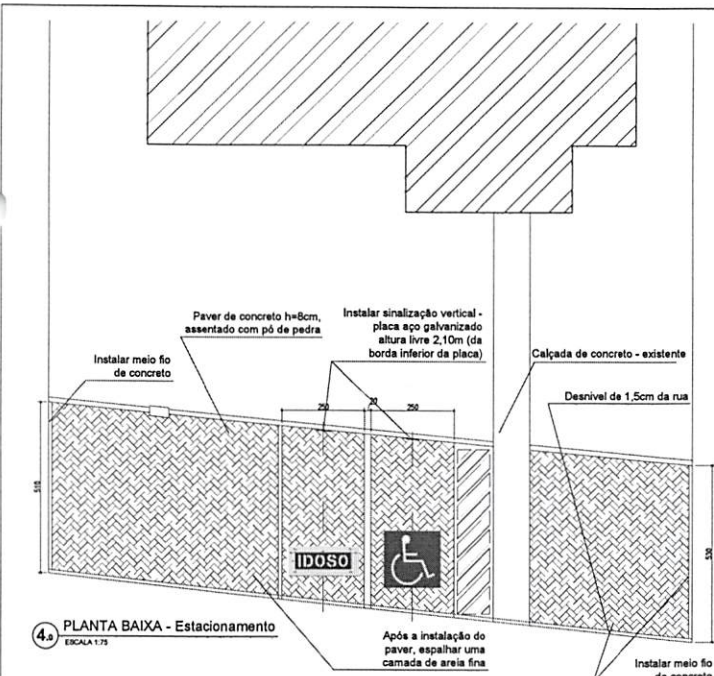 Paver de concreto h=8cm,
assentado com pó de pedra
Instalar sinalização vertical -
placa aço galvanizado
altura livre 2,10m (da
borda inferior da placa)
Instalar meio fio
de concreto
Calçada de concreto - existente
Desnivel de 1,5cm da rua
250
20
250
510
530
IDOSO
4.0
PLANTA BAIXA - Estacionamento
ESCALA 1:75
Após a instalação do
paver, espalhar uma
camada de areia fina
Instalar meio fio
de concreto